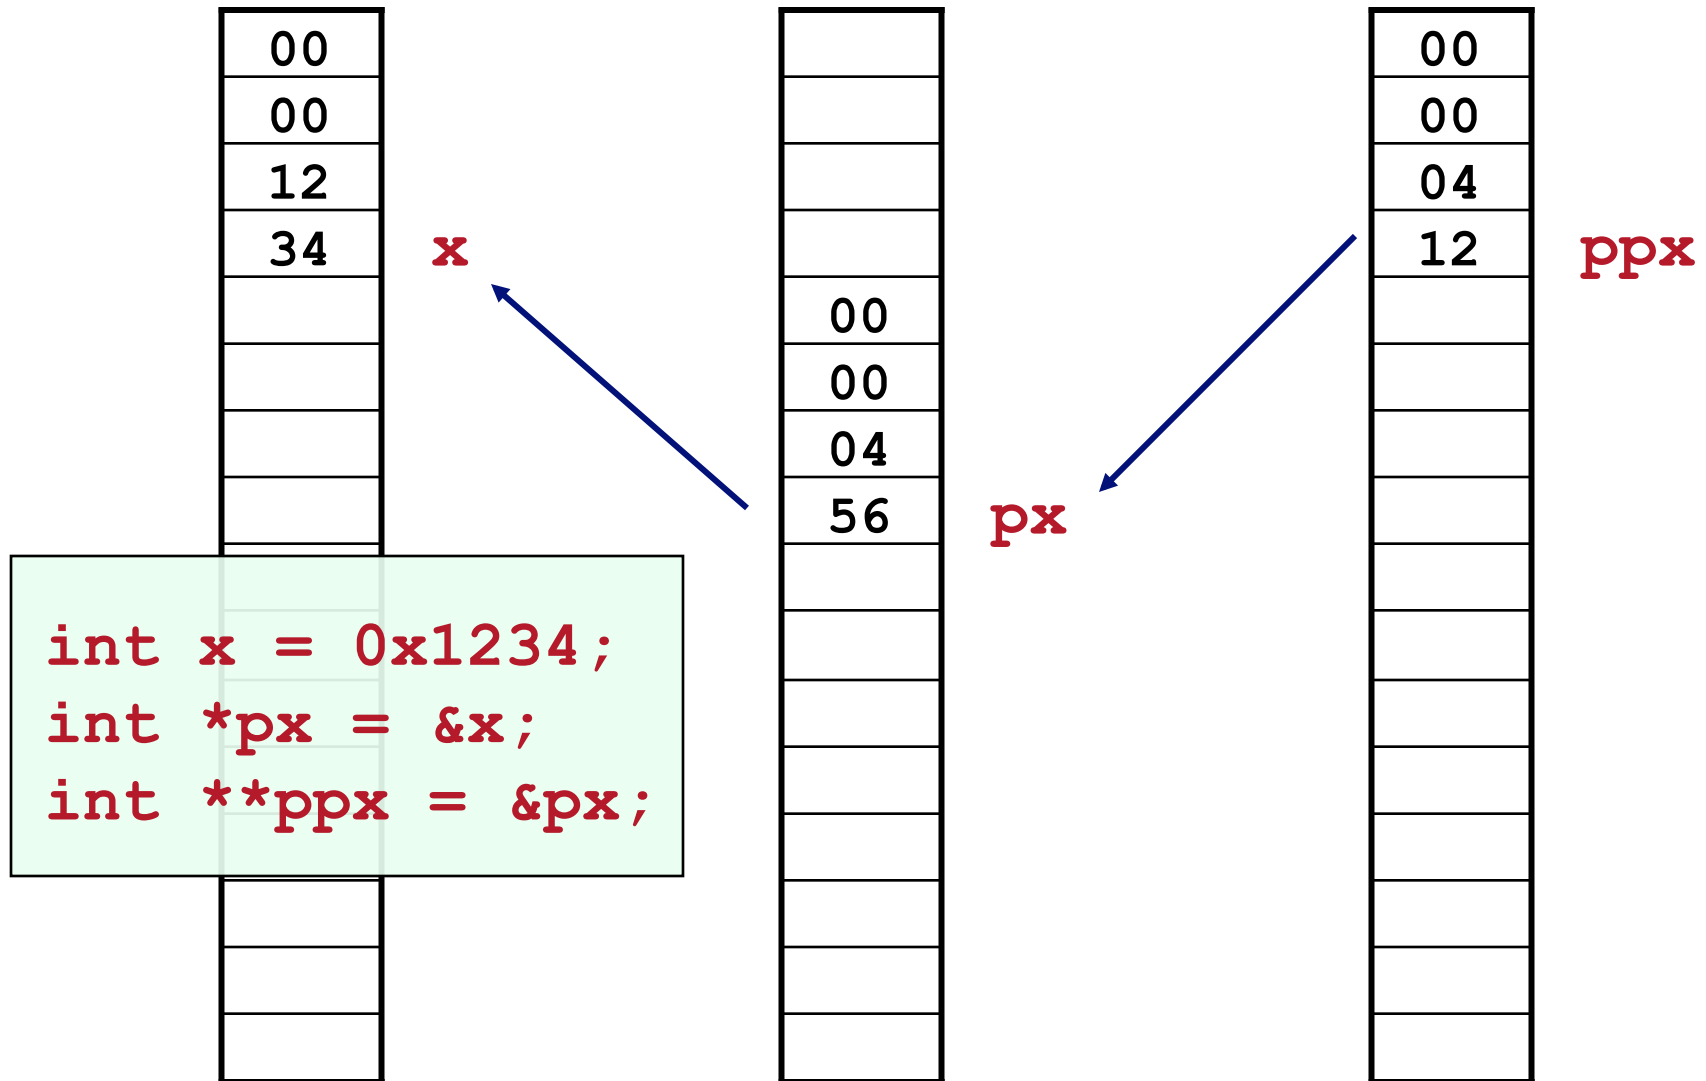 00
00
12
34 x
00
00
04
56 px
00
00
04
12 ppx
int x = 0x1234;
int *px = &x;
int **ppx = &px;